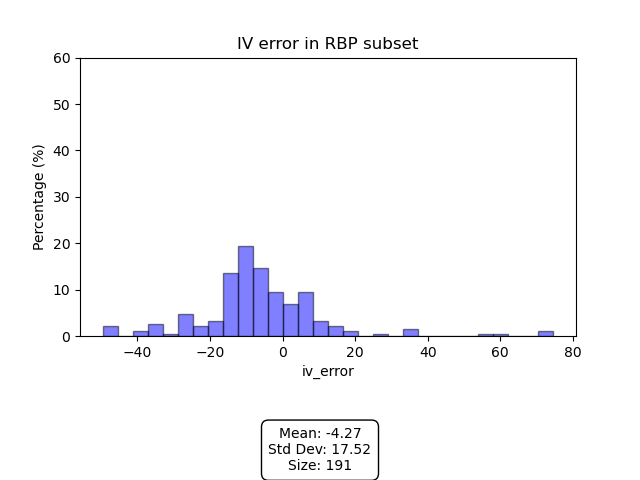 IV error in RBP subset
60
50
40
30
20
10
0
Percentage (%)
−40 −20 0 20 40 60 80
iv_error
Mean: -4.27
Std Dev: 17.52
Size: 191